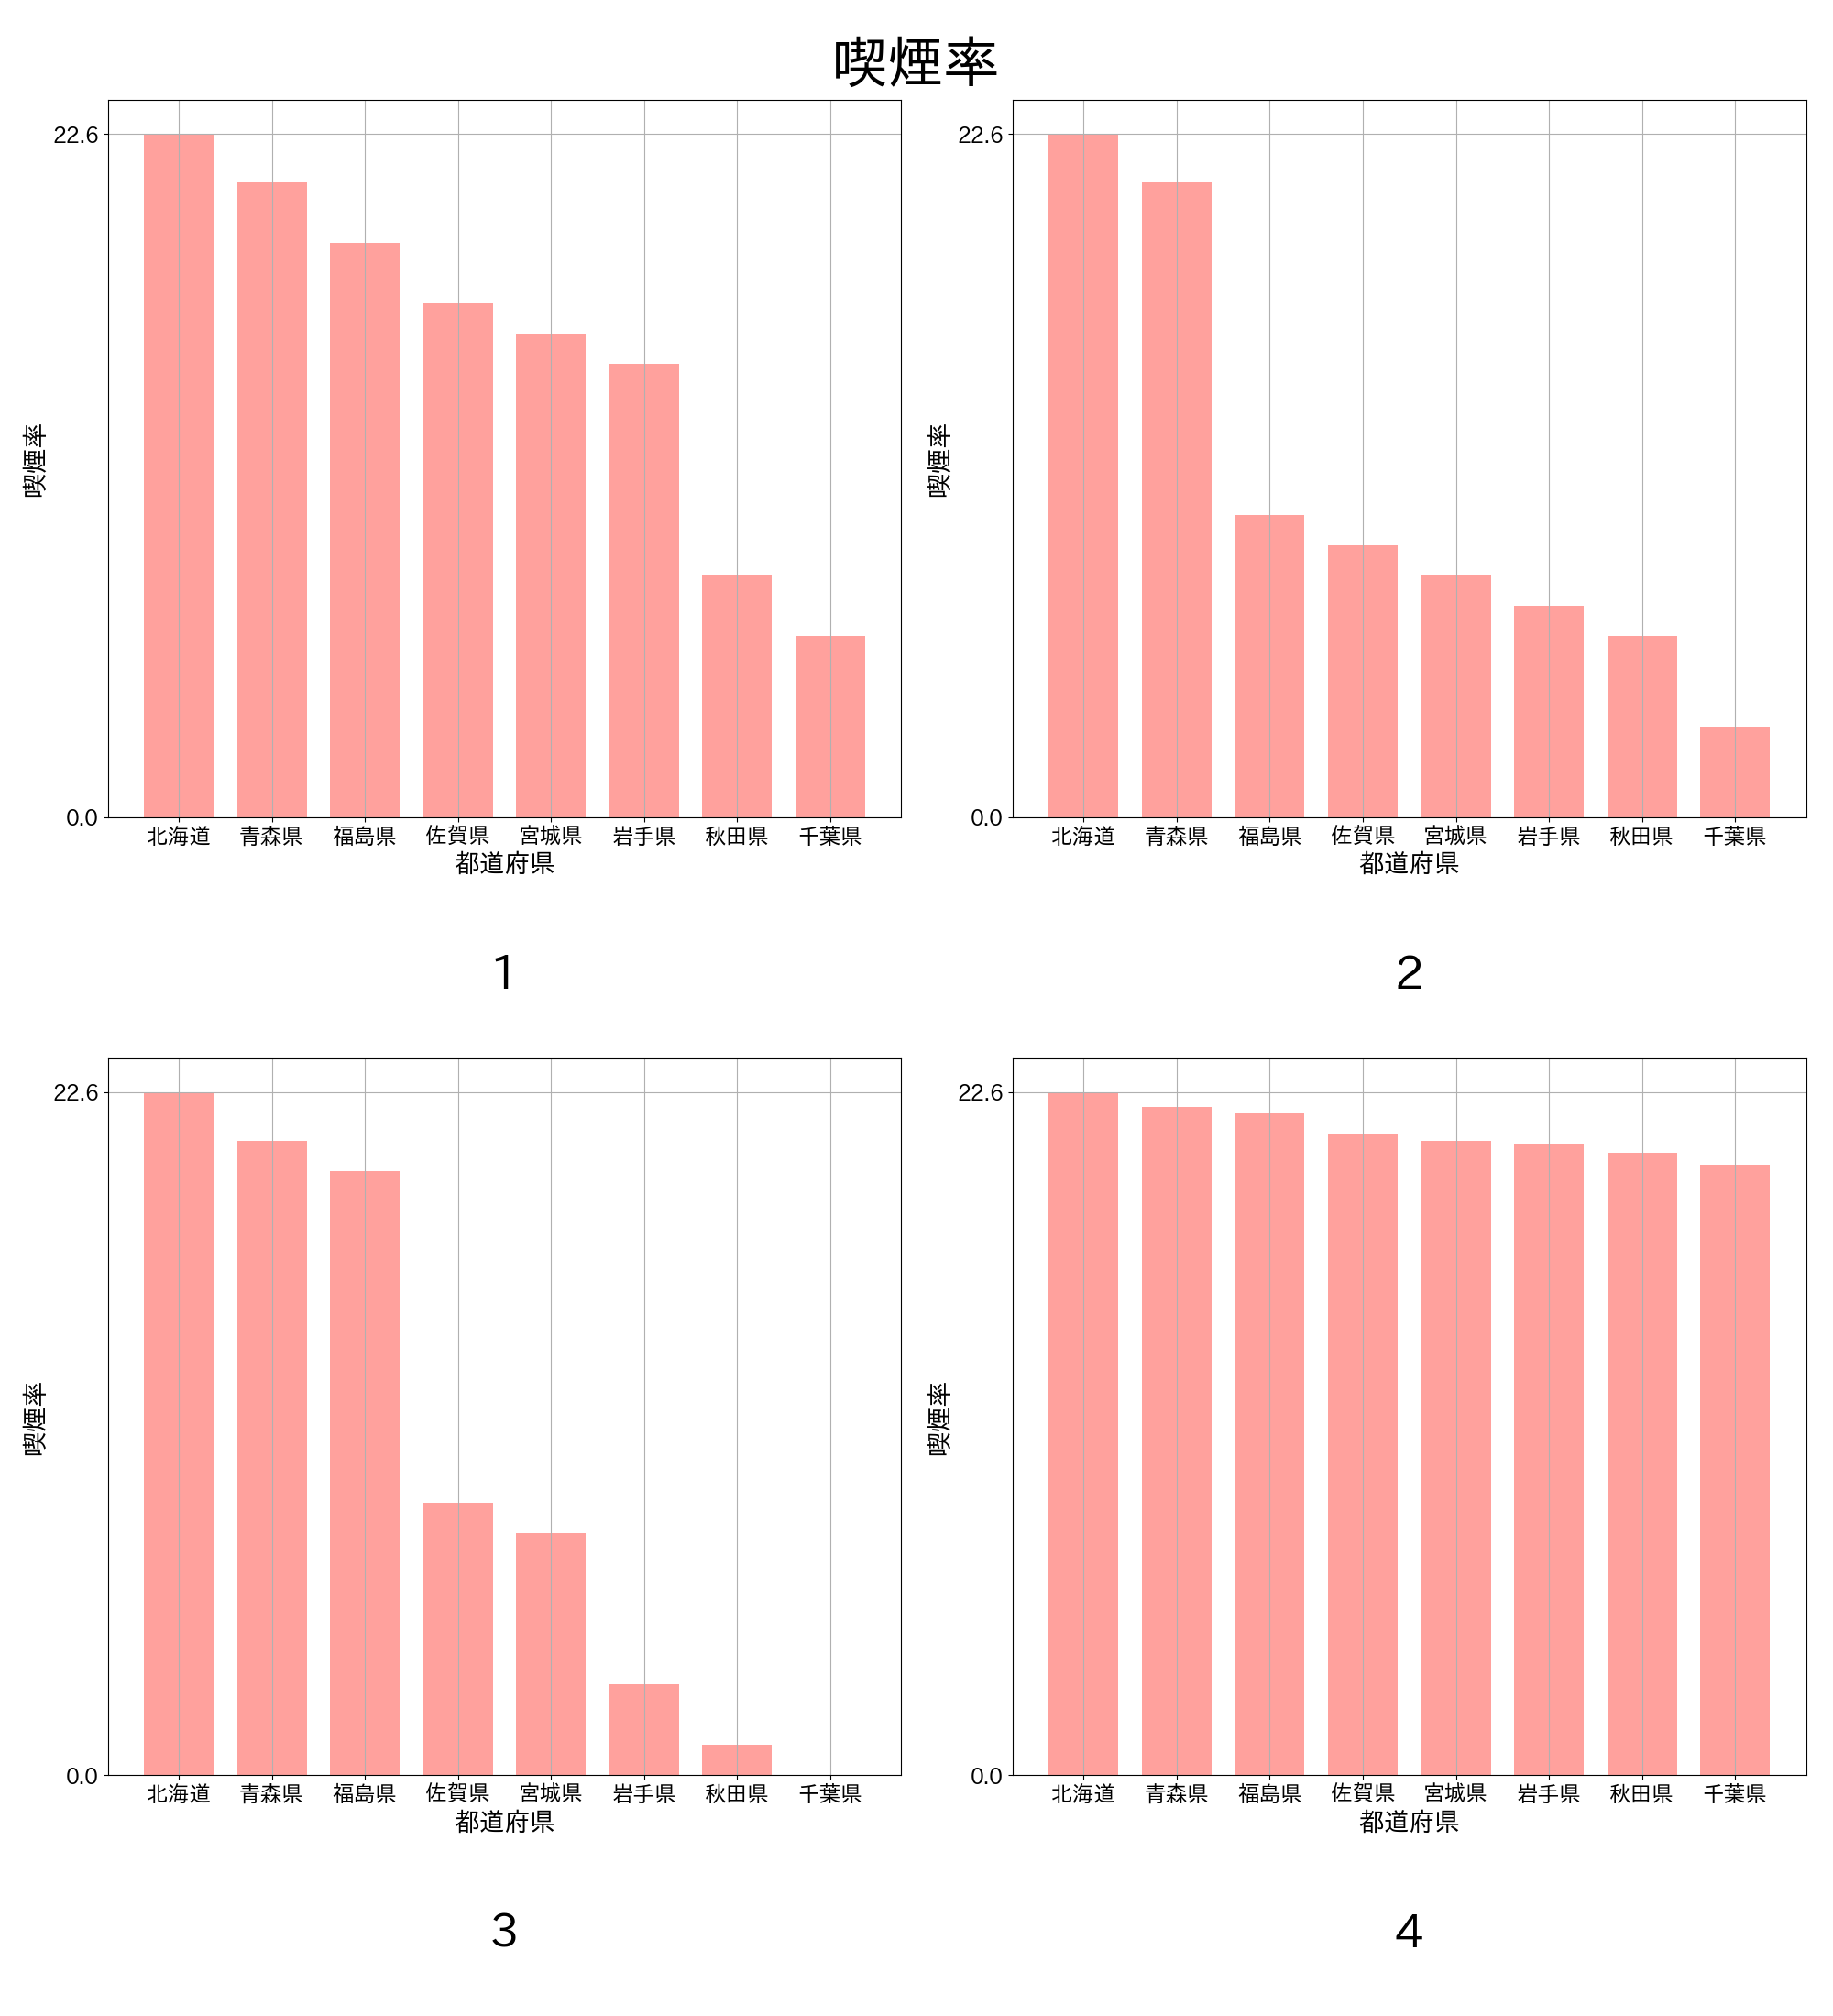 喫煙率
22.6
0.0
喫煙率
北海道 青森県 福島県 佐賀県 宮城県 岩手県 秋田県 千葉県
都道府県
1
22.6
0.0
喫煙率
北海道 青森県 福島県 佐賀県 宮城県 岩手県 秋田県 千葉県
都道府県
2
22.6
0.0
喫煙率
北海道 青森県 福島県 佐賀県 宮城県 岩手県 秋田県 千葉県
都道府県
3
22.6
0.0
喫煙率
北海道 青森県 福島県 佐賀県 宮城県 岩手県 秋田県 千葉県
都道府県
4